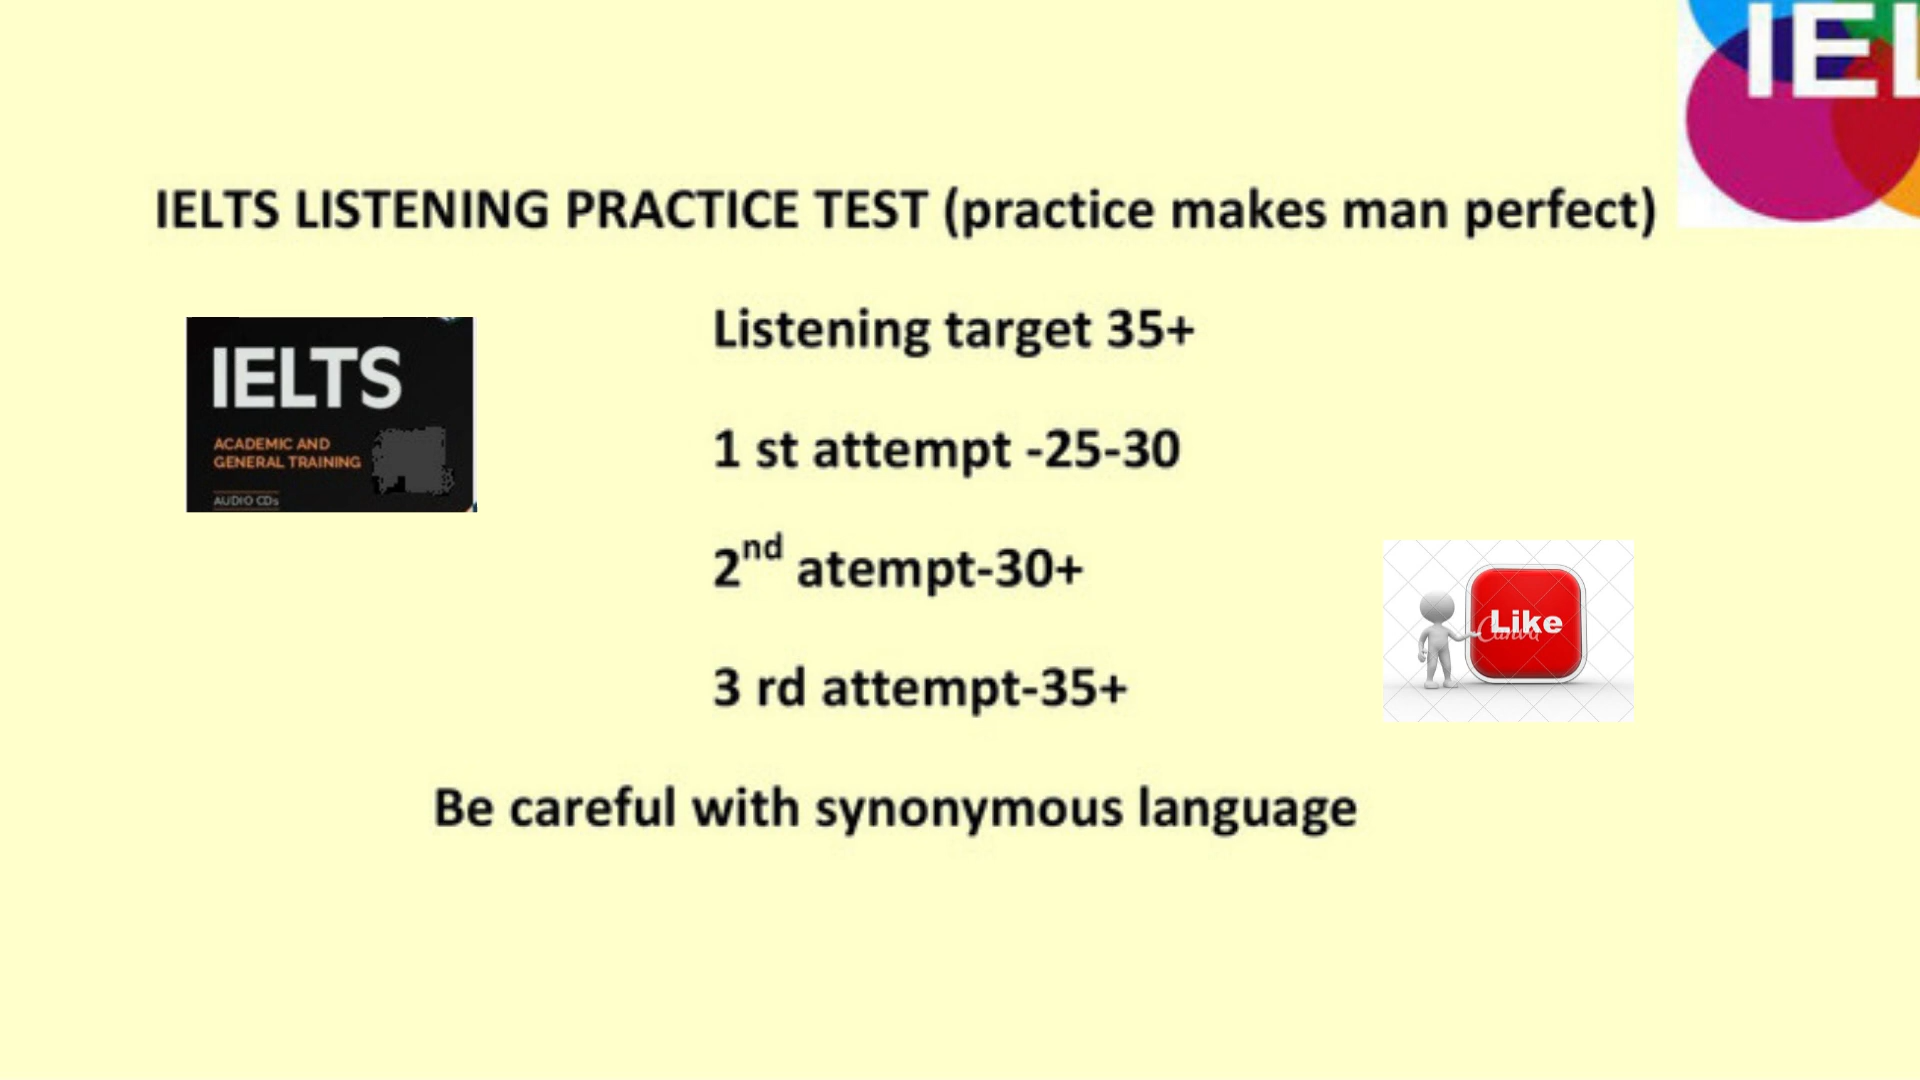 IEL
IELTS LISTENING PRACTICE TEST (practice makes man perfect)
Listening target 35+
IELTS
ACADEMIC AND
GENERAL TRAINING
AUDIO CDs
1 st attempt -25-30
2nd atempt-30+
Like
Canva
3 rd attempt-35+
Be careful with synonymous language